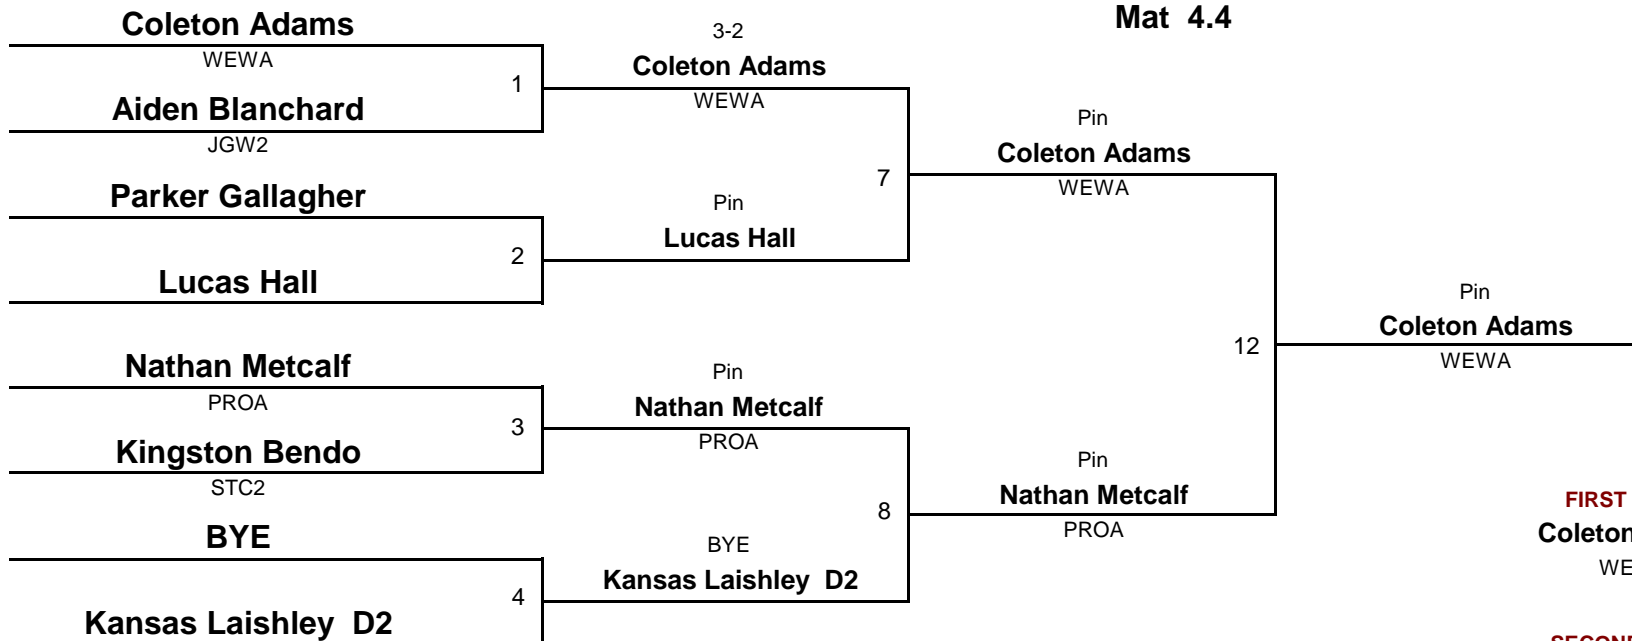 Mat 4.4
Coleton Adams
WEWA
1
Aiden Blanchard
JGW2
Parker Gallagher
2
Lucas Hall
Nathan Metcalf
PROA
3
Kingston Bendo
STC2
BYE
4
Kansas Laishley D2
3-2
Coleton Adams
WEWA
7
Pin
Lucas Hall
Pin
Nathan Metcalf
PROA
8
BYE
Kansas Laishley D2
Pin
Coleton Adams
WEWA
12
Pin
Nathan Metcalf
PROA
Pin
Coleton Adams
WEWA
FIRST
Coleton
WE
SECOND